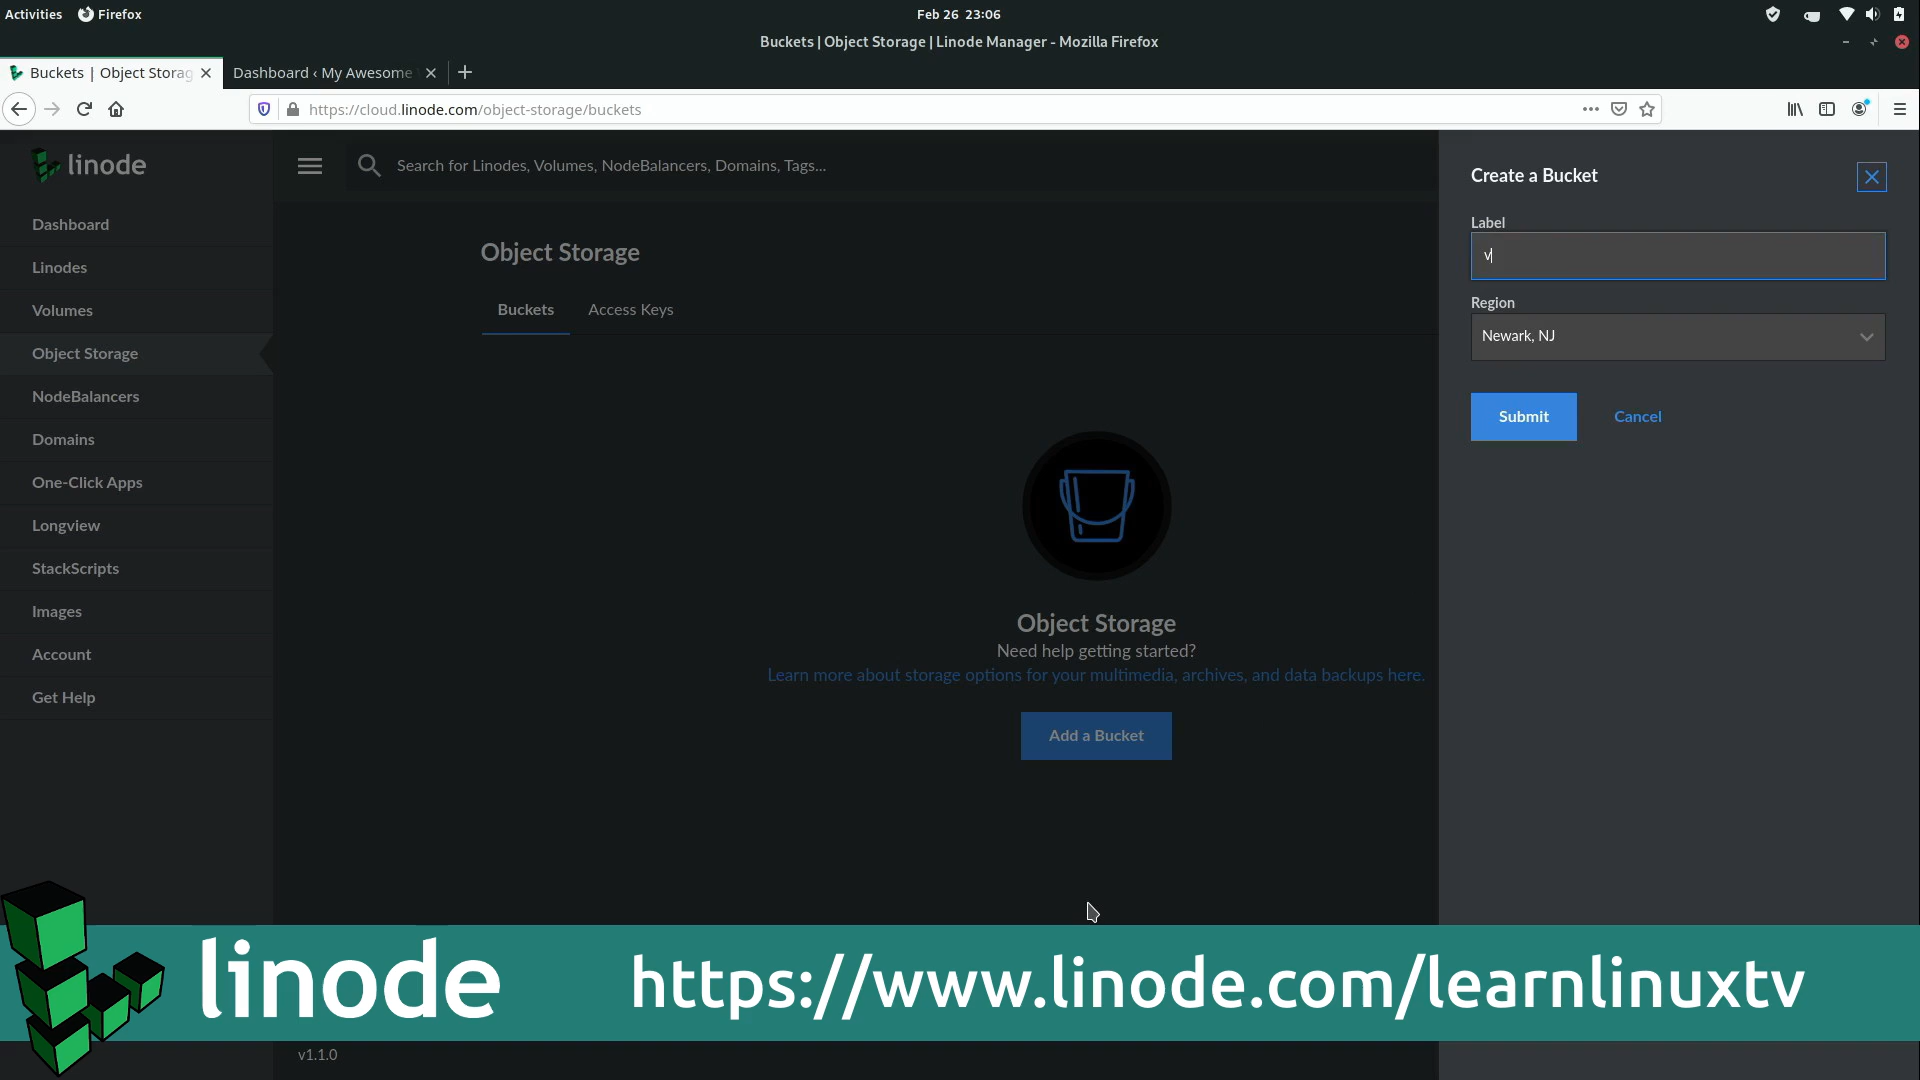 Activities
Firefox
Feb 26 23:06
Buckets | Object Storage | Linode Manager - Mozilla Firefox
Buckets | Object Storag
Dashboard ‹ My Awesome
https://cloud.linode.com/object-storage/buckets
linode
Search for Linodes, Volumes, NodeBalancers, Domains, Tags...
Dashboard
Linodes
Volumes
Object Storage
NodeBalancers
Domains
One-Click Apps
Longview
StackScripts
Images
Account
Get Help
Object Storage
Buckets
Access Keys
Object Storage
Need help getting started?
Learn more about storage options for your multimedia, archives, and data backups here.
Add a Bucket
Create a Bucket
Label
v
Region
Newark, NJ
Submit
Cancel
linode
https://www.linode.com/learnlinuxtv
v1.1.0